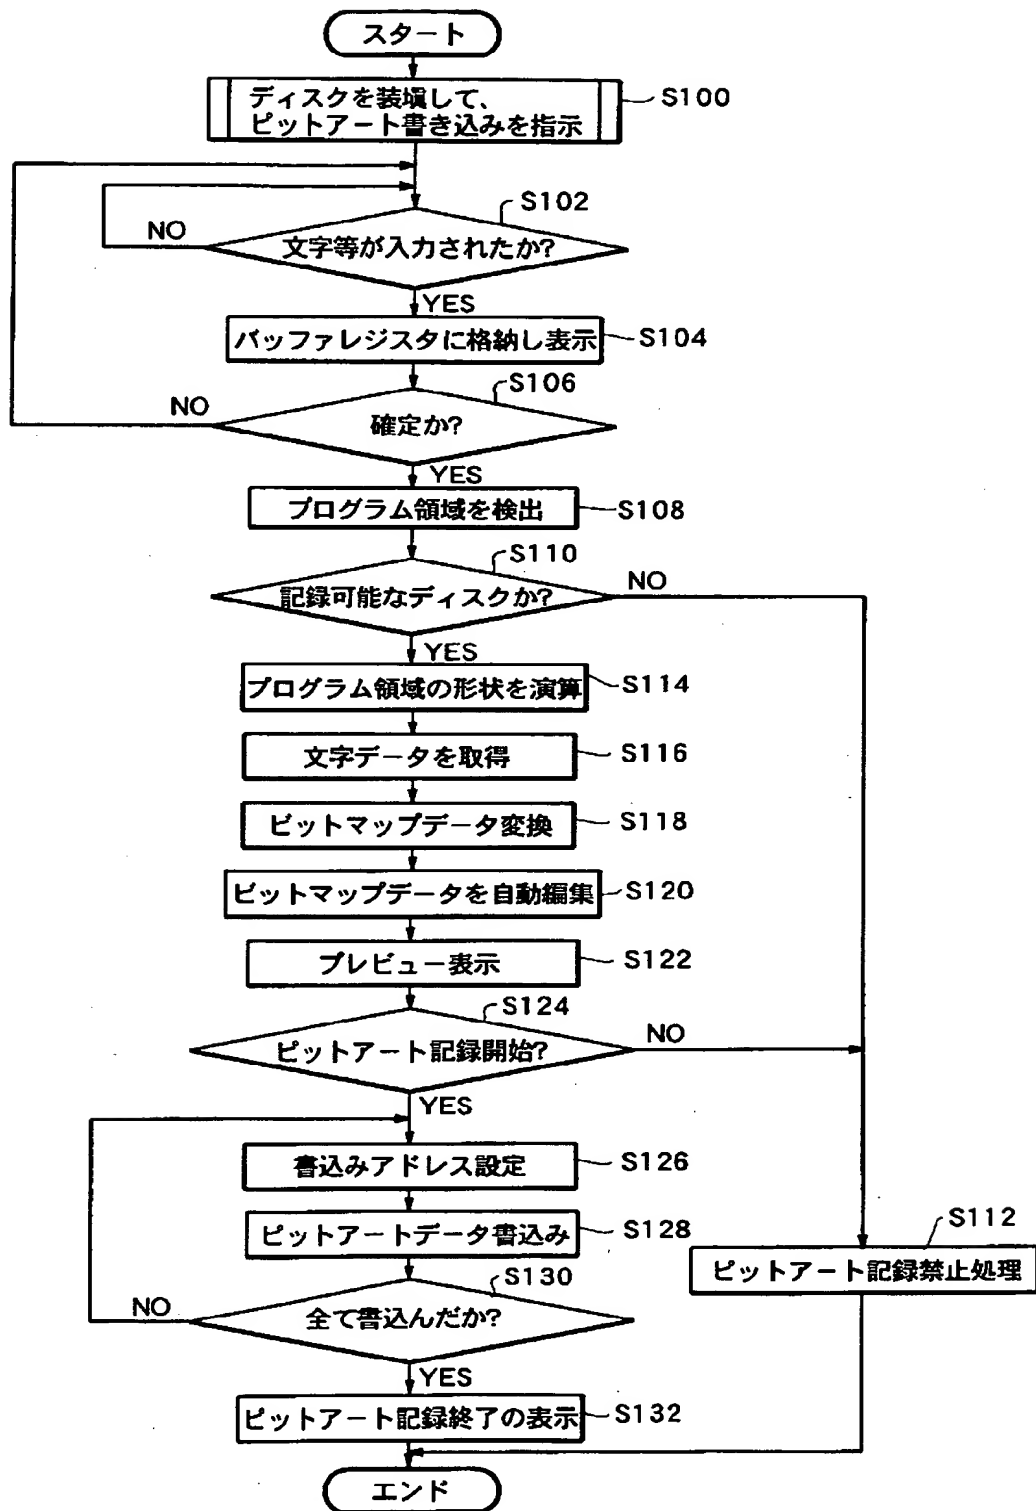 スタート
ディスクを装填して、
ピットアート書き込みを指示
S100
S102
文字等が入力されたか?
NO
YES
バッファレジスタに格納し表示
S104
S106
確定か?
NO
YES
プログラム領域を検出
S108
S110
記録可能なディスクか?
NO
YES
プログラム領域の形状を演算
S114
文字データを取得
S116
ビットマップデータ変換
S118
ビットマップデータを自動編集
S120
プレビュー表示
S122
S124
ピットアート記録開始?
NO
YES
書込みアドレス設定
S126
ピットアートデータ書込み
S128
S112
ピットアート記録禁止処理
S130
全て書込んだか?
NO
YES
ピットアート記録終了の表示
S132
エンド